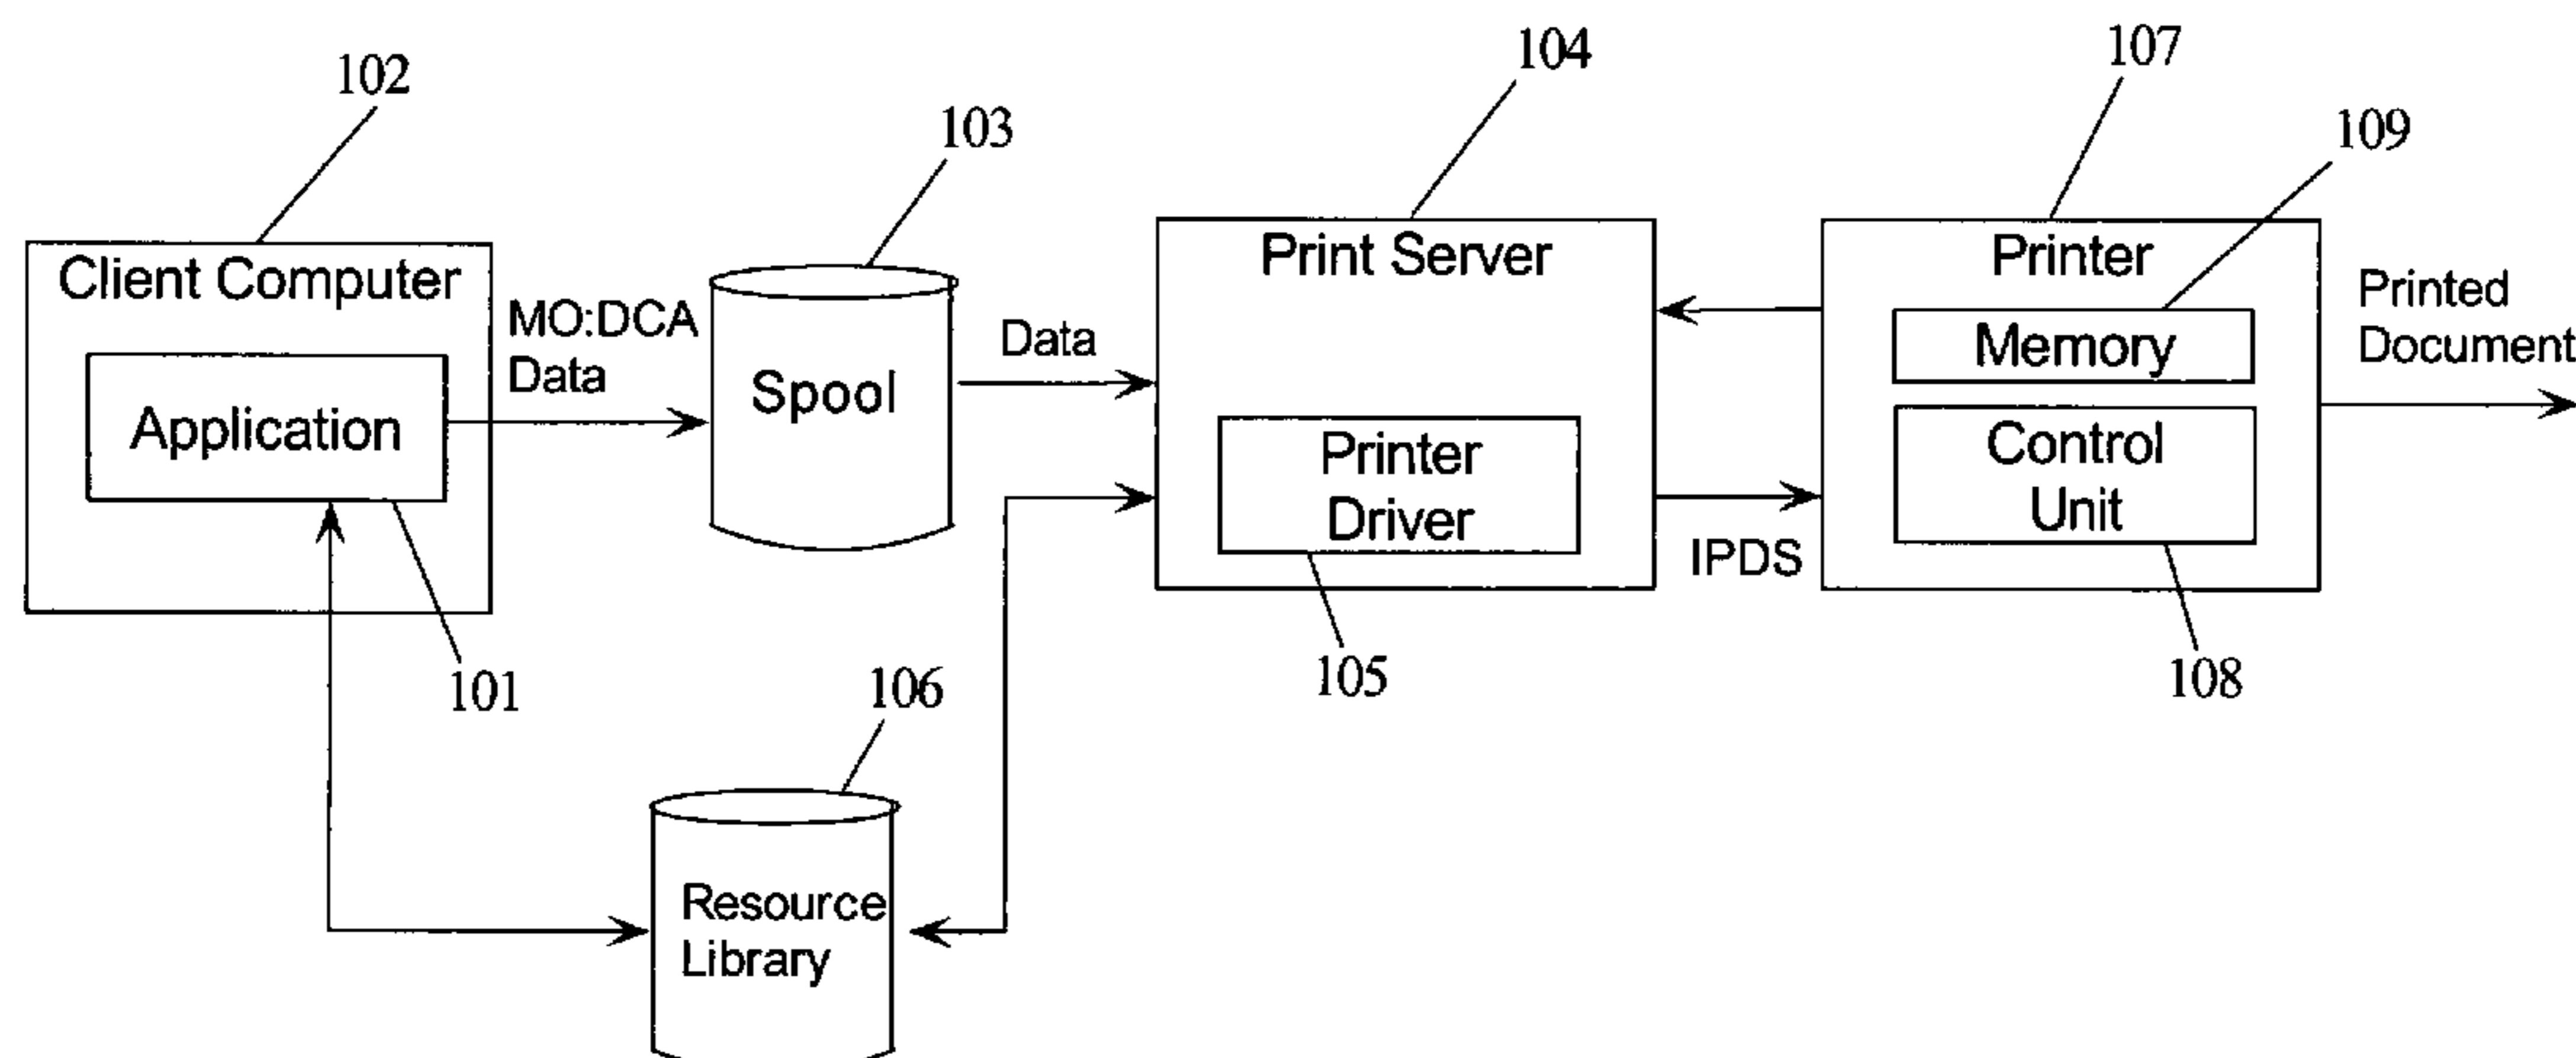 102
103
104
107
109
Client Computer
MO:DCA
Data
Application
101
Spool
Data
Print Server
Printer
Driver
105
IPDS
Printer
Memory
Control
Unit
108
Printed
Document
106
Resource
Library